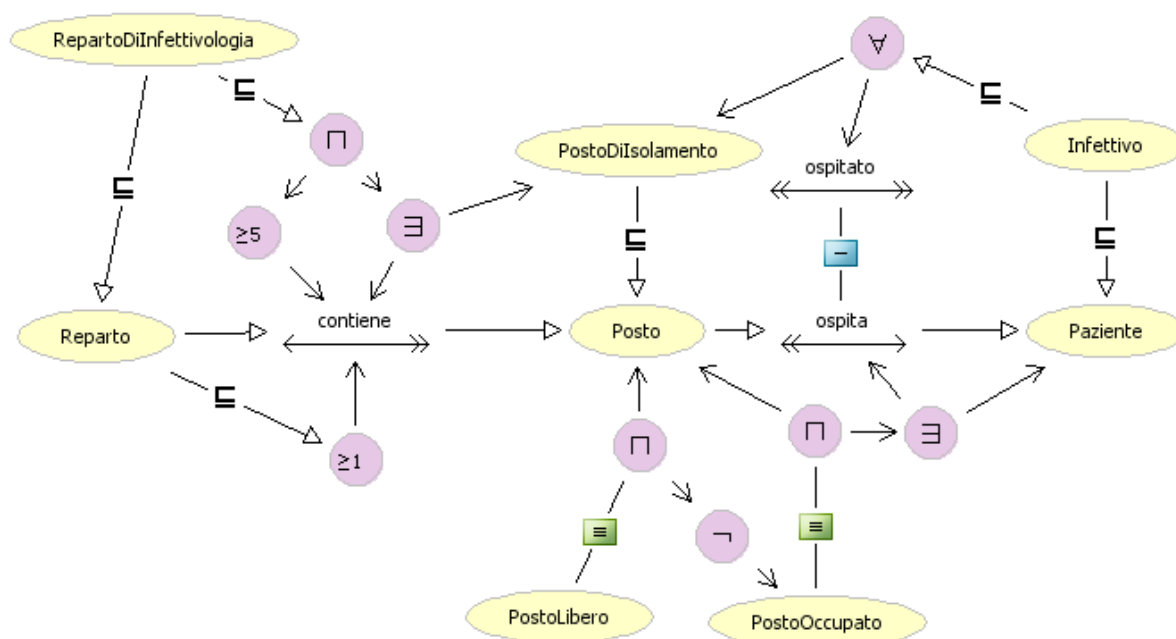 RepartoDiInfettivologia
∀
⊑
⊑
⊓
PostoDiIsolamento
Infettivo
ospitato
⊑
≥5
∃
⊑
⊑
−
contiene
ospita
Reparto
Posto
Paziente
⊑
⊓
⊓
∃
≥1
≡
¬
≡
PostoLibero
PostoOccupato